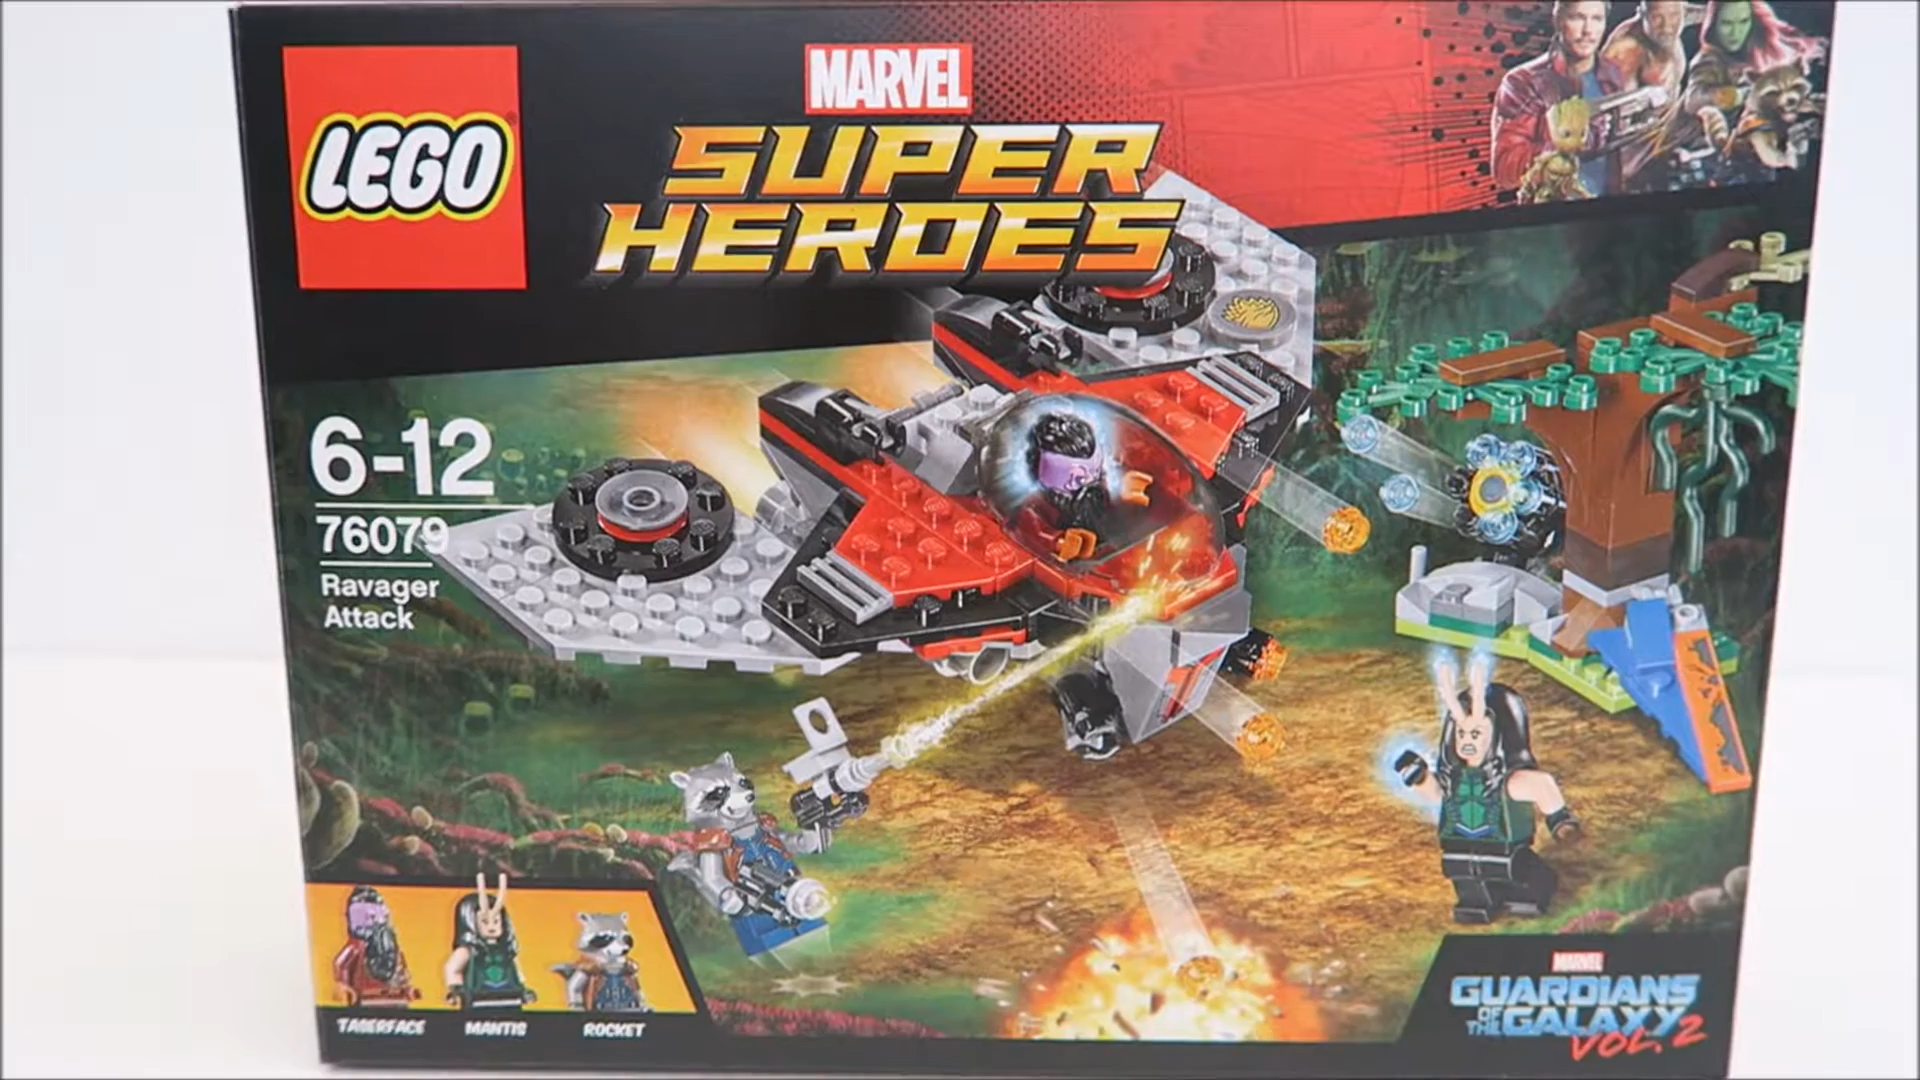 LEGO
MARVEL
SUPER
HEROES
6-12
76079
Ravager
Attack
TASERFACE
MANTIS
ROCKET
MARVEL
GUARDIANS
OF THE GALAXY
VOL. 2